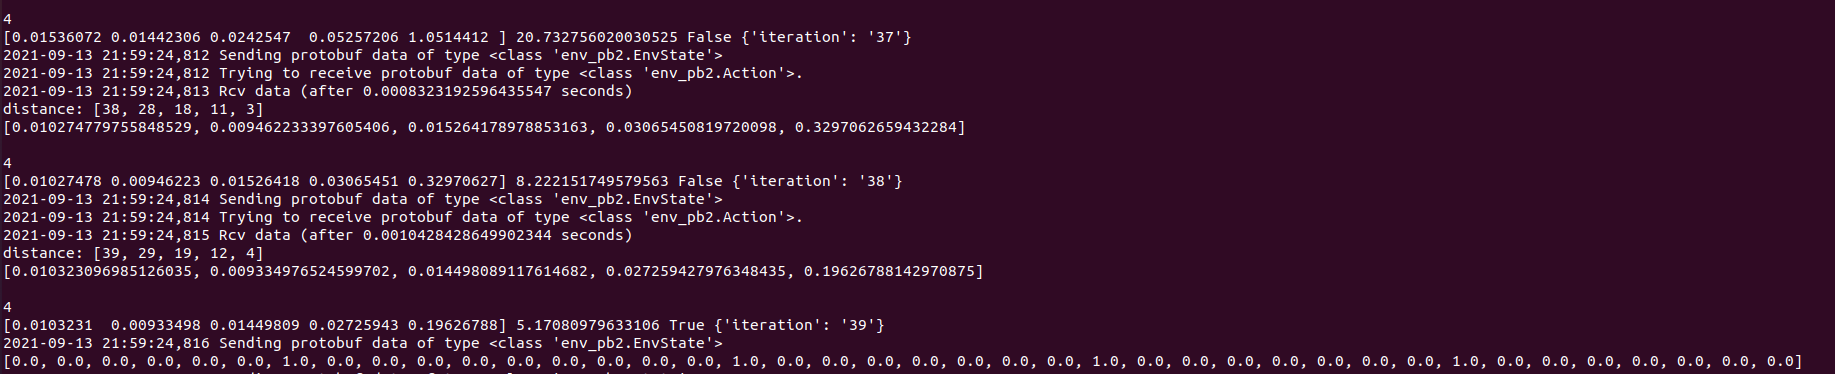 4
[0.01536072 0.01442306 0.0242547  0.05257206 1.0514412 ] 20.732756020030525 False {'iteration': '37'}
2021-09-13 21:59:24,812 Sending protobuf data of type <class 'env_pb2.EnvState'>
2021-09-13 21:59:24,812 Trying to receive protobuf data of type <class 'env_pb2.Action'>.
2021-09-13 21:59:24,813 Rcv data (after 0.0008323192596435547 seconds)
distance: [38, 28, 18, 11, 3]
[0.010274779755848529, 0.009462233397605406, 0.015264178978853163, 0.03065450819720098, 0.3297062659432284]
4
[0.01027478 0.00946223 0.01526418 0.03065451 0.32970627] 8.222151749579563 False {'iteration': '38'}
2021-09-13 21:59:24,814 Sending protobuf data of type <class 'env_pb2.EnvState'>
2021-09-13 21:59:24,814 Trying to receive protobuf data of type <class 'env_pb2.Action'>.
2021-09-13 21:59:24,815 Rcv data (after 0.0010428428649902344 seconds)
distance: [39, 29, 19, 12, 4]
[0.010323096985126035, 0.009334976524599702, 0.014498089117614682, 0.027259427976348435, 0.19626788142970875]
4
[0.0103231  0.00933498 0.01449809 0.02725943 0.19626788] 5.17080979633106 True {'iteration': '39'}
2021-09-13 21:59:24,816 Sending protobuf data of type <class 'env_pb2.EnvState'>
[0.0, 0.0, 0.0, 0.0, 0.0, 0.0, 1.0, 0.0, 0.0, 0.0, 0.0, 0.0, 0.0, 0.0, 0.0, 0.0, 1.0, 0.0, 0.0, 0.0, 0.0, 0.0, 0.0, 0.0, 1.0, 0.0, 0.0, 0.0, 0.0, 0.0, 0.0, 0.0, 1.0, 0.0, 0.0, 0.0, 0.0, 0.0, 0.0, 0.0]